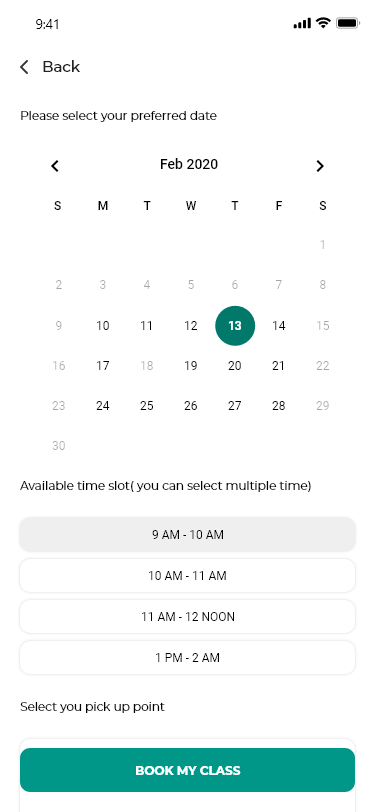 9:41
Back
Please select your preferred date
Feb 2020
S M T W T F S
1
2 3 4 5 6 7 8
9 10 11 12 13 14 15
16 17 18 19 20 21 22
23 24 25 26 27 28 29
30
Available time slot( you can select multiple time)
9 AM - 10 AM
10 AM - 11 AM
11 AM - 12 NOON
1 PM - 2 AM
Select you pick up point
BOOK MY CLASS